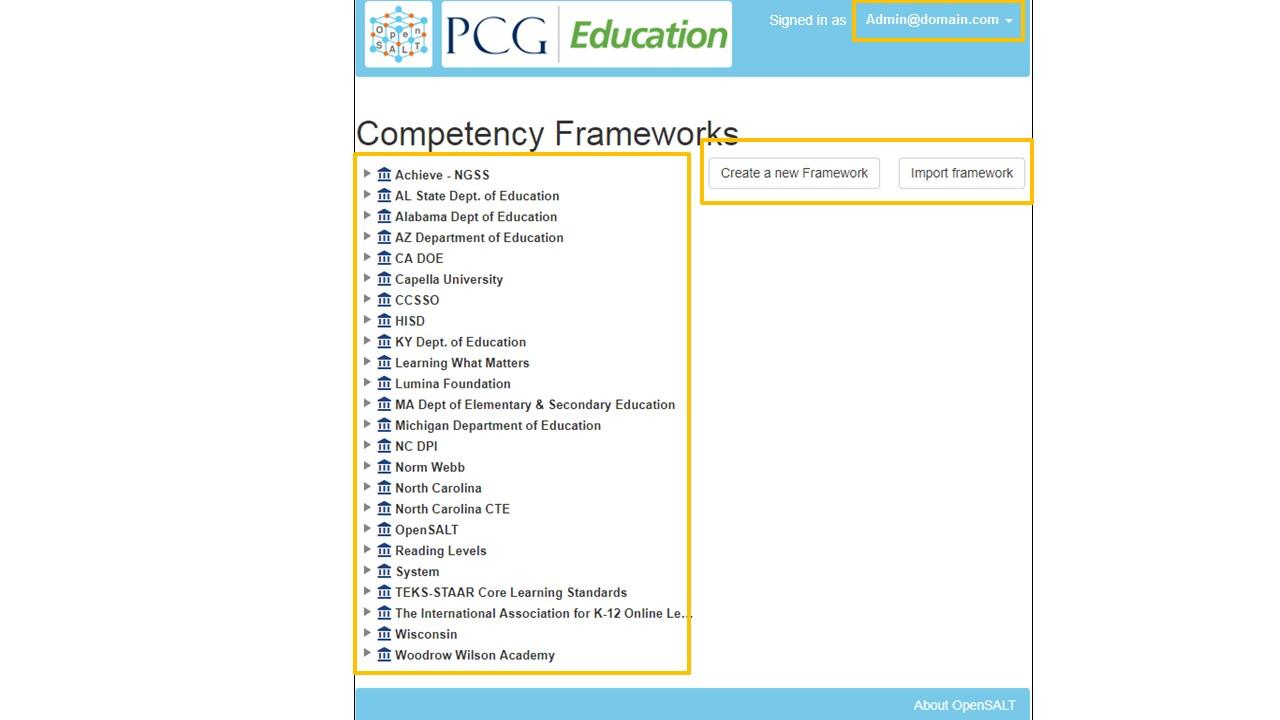 Open
SALT
PCG Education
Signed in as Admin@domain.com
Competency Frameworks
Create a new Framework Import framework
Achieve - NGSS
AL State Dept. of Education
Alabama Dept of Education
AZ Department of Education
CA DOE
Capella University
CCSSO
HISD
KY Dept. of Education
Learning What Matters
Lumina Foundation
MA Dept of Elementary & Secondary Education
Michigan Department of Education
NC DPI
Norm Webb
North Carolina
North Carolina CTE
OpenSALT
Reading Levels
System
TEKS-STAAR Core Learning Standards
The International Association for K-12 Online Le...
Wisconsin
Woodrow Wilson Academy
About OpenSALT